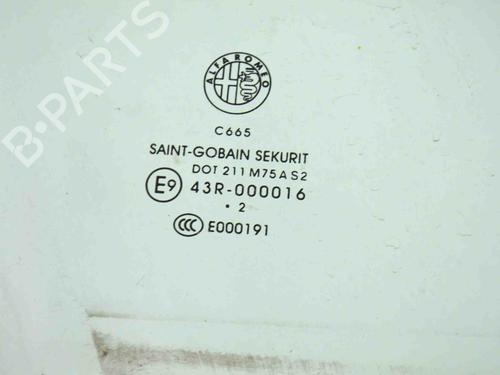 B-PARTS
ALFA ROMEO
C665
SAINT-GOBAIN SEKURIT
DOT 211 M75 A S2
E9 43R-000016
• 2
CCC E000191